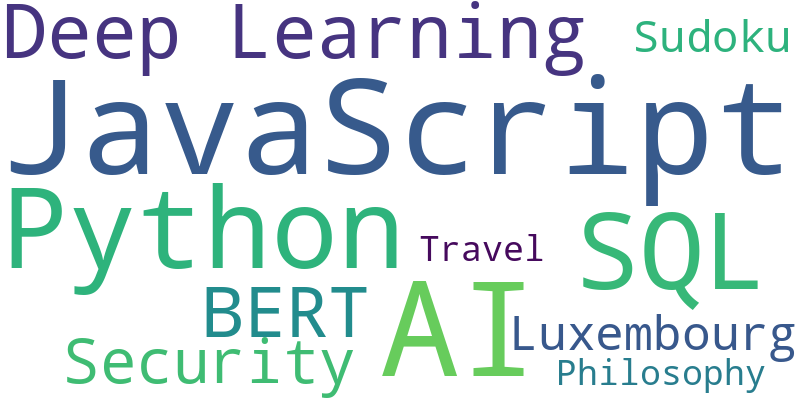 Deep Learning
Sudoku
JavaScript
Python
SQL
Travel
BERT
AI
Luxembourg
Security
Philosophy